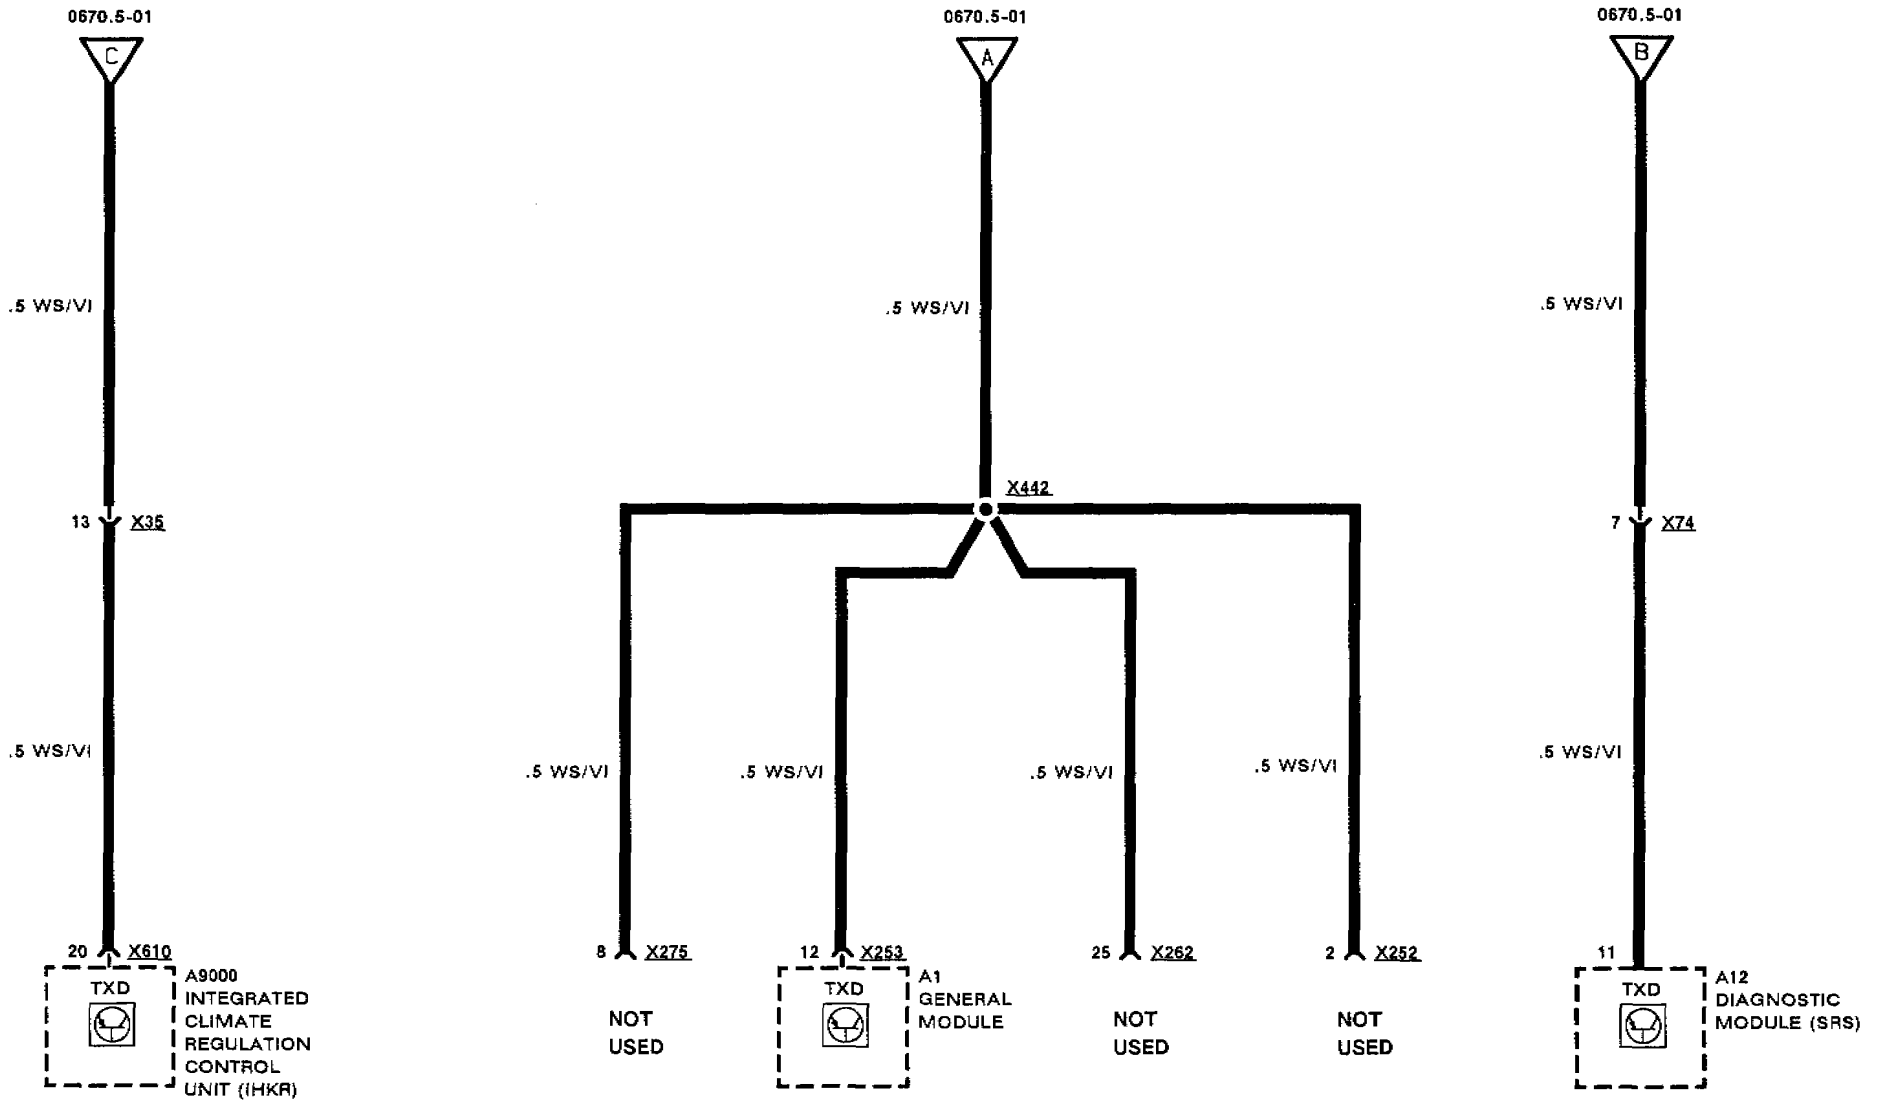 0670.5-01
0670.5-01
0670.5-01
C
A
B
.5 WS/VI
.5 WS/VI
.5 WS/VI
X442
13 X35
7 X74
.5 WS/VI
.5 WS/VI
.5 WS/VI
.5 WS/VI
.5 WS/VI
.5 WS/VI
20 X610
8 X275
12 X253
25 X262
2 X252
11
TXD
A9000
INTEGRATED
CLIMATE
REGULATION
CONTROL
UNIT (IHKR)
NOT
USED
TXD
A1
GENERAL
MODULE
NOT
USED
NOT
USED
TXD
A12
DIAGNOSTIC
MODULE (SRS)